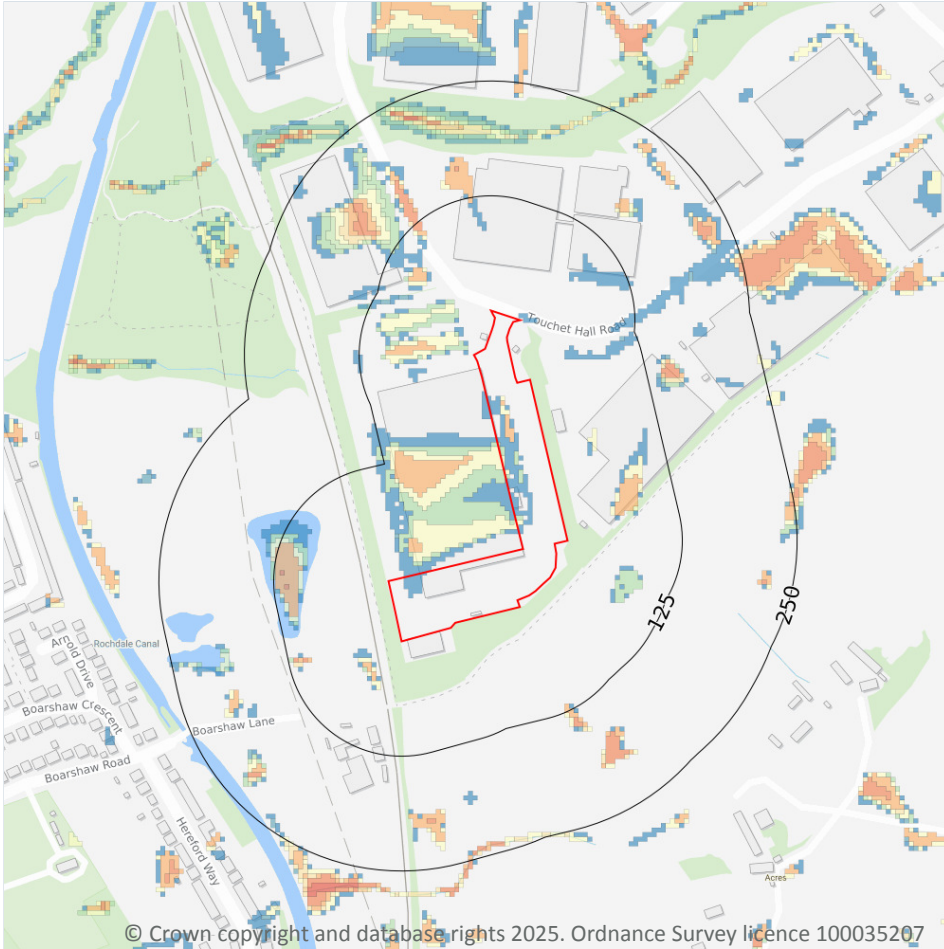 Touchet Hall Road
125
250
Rochdale Canal
Arnold Drive
Boarshaw Crescent
Boarshaw Lane
Boarshaw Road
Hereford Way
Acres
© Crown copyright and database rights 2025. Ordnance Survey licence 100035207